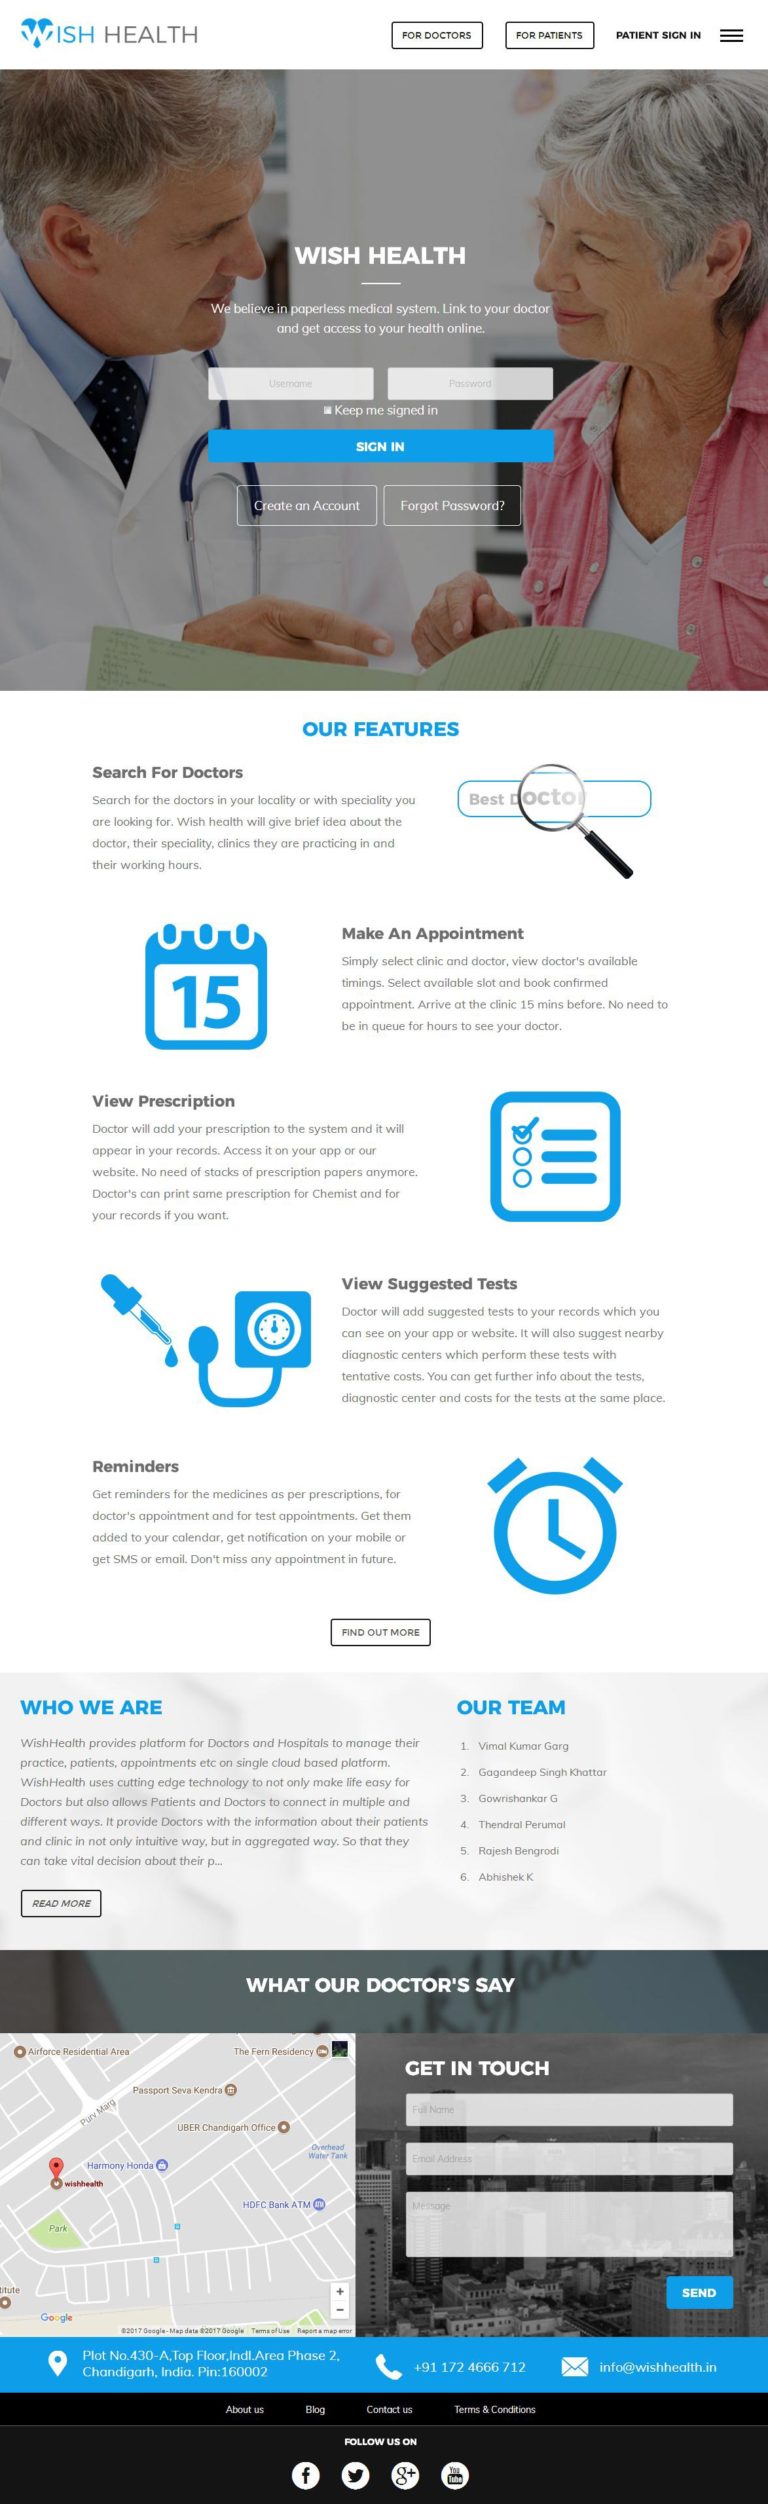 WISH HEALTH
FOR DOCTORS
FOR PATIENTS
PATIENT SIGN IN
WISH HEALTH
We believe in paperless medical system. Link to your doctor
and get access to your health online.
Username
Password
Keep me signed in
SIGN IN
Create an Account
Forgot Password?
OUR FEATURES
Search For Doctors
Search for the doctors in your locality or with speciality you
are looking for. Wish health will give brief idea about the
doctor, their speciality, clinics they are practicing in and
their working hours.
Best Doctor
15
Make An Appointment
Simply select clinic and doctor, view doctor's available
timings. Select available slot and book confirmed
appointment. Arrive at the clinic 15 mins before. No need to
be in queue for hours to see your doctor.
View Prescription
Doctor will add your prescription to the system and it will
appear in your records. Access it on your app or our
website. No need of stacks of prescription papers anymore.
Doctor's can print same prescription for Chemist and for
your records if you want.
View Suggested Tests
Doctor will add suggested tests to your records which you
can see on your app or website. It will also suggest nearby
diagnostic centers which perform these tests with
tentative costs. You can get further info about the tests,
diagnostic center and costs for the tests at the same place.
Reminders
Get reminders for the medicines as per prescriptions, for
doctor's appointment and for test appointments. Get them
added to your calendar, get notification on your mobile or
get SMS or email. Don't miss any appointment in future.
FIND OUT MORE
WHO WE ARE
WishHealth provides platform for Doctors and Hospitals to manage their
practice, patients, appointments etc on single cloud based platform.
WishHealth uses cutting edge technology to not only make life easy for
Doctors but also allows Patients and Doctors to connect in multiple and
different ways. It provide Doctors with the information about their patients
and clinic in not only intuitive way, but in aggregated way. So that they
can take vital decision about their p...
READ MORE
OUR TEAM
1. Vimal Kumar Garg
2. Gagandeep Singh Khattar
3. Gowrishankar G
4. Thendral Perumal
5. Rajesh Bengrodi
6. Abhishek K
WHAT OUR DOCTOR'S SAY
Airforce Residential Area
The Fern Residency
Passport Seva Kendra
Purv Marg
UBER Chandigarh Office
Overhead
Water Tank
Harmony Honda
wishhealth
HDFC Bank ATM
Park
titute
+
−
Google
©2017 Google - Map data ©2017 Google
Terms of Use
Report a map error
GET IN TOUCH
Full Name
Email Address
Message
SEND
Plot No.430-A,Top Floor,Indl.Area Phase 2,
Chandigarh, India. Pin:160002
+91 172 4666 712
info@wishhealth.in
About us
Blog
Contact us
Terms & Conditions
FOLLOW US ON
f
g+
You
Tube